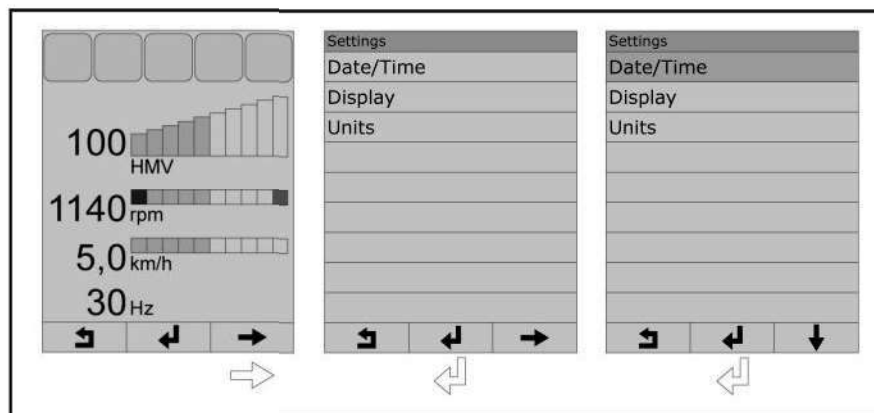 100
HMV
1140 rpm
5,0 km/h
30 Hz
Settings
Date/Time
Display
Units
Settings
Date/Time
Display
Units